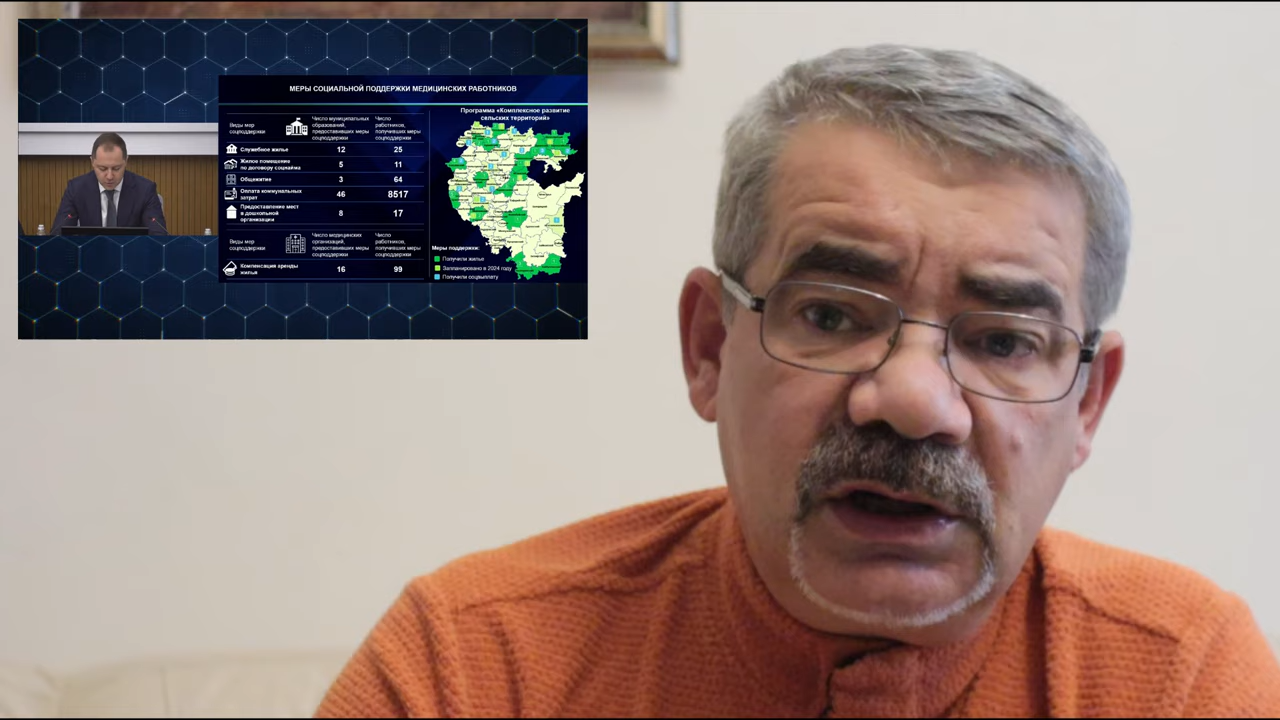 МЕРЫ СОЦИАЛЬНОЙ ПОДДЕРЖКИ МЕДИЦИНСКИХ РАБОТНИКОВ
Виды мер
соцподдержки
Число муниципальных
образований,
предоставивших меры
соцподдержки
Число
работников,
получивших меры
соцподдержки
Служебное жилье
12
25
Жилое помещение
по договору соцнайма
5
11
Общежитие
3
64
Оплата коммунальных
затрат
46
8517
Предоставление мест
в дошкольной
организации
8
17
Виды мер
соцподдержки
Число медицинских
организаций,
предоставивших меры
соцподдержки
Число
работников,
получивших меры
соцподдержки
Компенсация аренды
жилья
16
99
Программа «Комплексное развитие
сельских территорий»
Меры поддержки:
Получили жилье
Запланировано в 2024 году
Получили соцвыплату